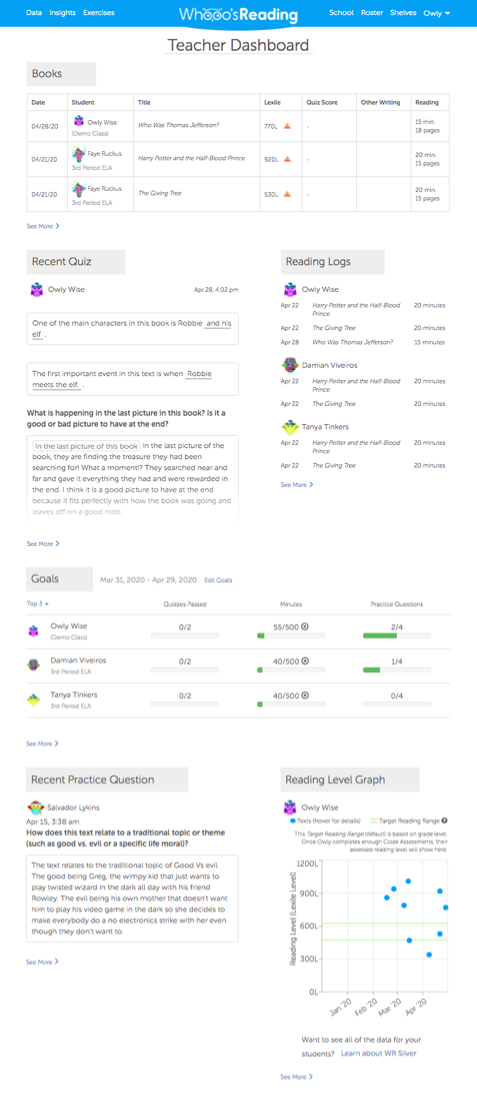 Data Insights Exercises Whooo'sReading School Roster Shelves Owly
Teacher Dashboard
Books
Date Student Title Lexile Quiz Score Other Writing Reading
04/28/20 Owly Wise (Demo Class) Who Was Thomas Jefferson? 770L - 15 min. 18 pages
04/21/20 Faye Ruckus 3rd Period ELA Harry Potter and the Half-Blood Prince 920L - 20 min. 15 pages
04/21/20 Faye Ruckus 3rd Period ELA The Giving Tree 530L - 20 min. 15 pages
See More >
Recent Quiz
Owly Wise Apr 28, 4:02 pm
One of the main characters in this book is Robbie and his
elf .
The first important event in this text is when Robbie
meets the elf. .
What is happening in the last picture in this book? Is it a
good or bad picture to have at the end?
In the last picture of this book In the last picture of the
book, they are finding the treasure they had been
searching for! What a moment!? They searched near and
far and gave it everything they had and were rewarded in
the end. I think it is a good picture to have at the end
because it fits perfectly with how the book was going and
leaves off on a good note.
See More >
Reading Logs
Owly Wise
Apr 22 Harry Potter and the Half-Blood Prince 20 minutes
Apr 22 The Giving Tree 20 minutes
Apr 28 Who Was Thomas Jefferson? 15 minutes
Damian Viveiros
Apr 22 Harry Potter and the Half-Blood Prince 20 minutes
Apr 22 The Giving Tree 20 minutes
Tanya Tinkers
Apr 22 Harry Potter and the Half-Blood Prince 20 minutes
Apr 22 The Giving Tree 20 minutes
See More >
Goals Mar 31, 2020 - Apr 29, 2020 Edit Goals
Top 3 Quizzes Passed Minutes Practice Questions
Owly Wise (Demo Class) 0/2 55/500 2/4
Damian Viveiros 3rd Period ELA 0/2 40/500 1/4
Tanya Tinkers 3rd Period ELA 0/2 40/500 0/4
See More >
Recent Practice Question
Salvador Lykins
Apr 15, 3:38 am
How does this text relate to a traditional topic or theme
(such as good vs. evil or a specific life moral)?
The text relates to the traditional topic of Good Vs evil.
The good being Greg, the wimpy kid that just wants to
play twisted wizard in the dark all day with his friend
Rowley. The evil being his own mother that doesn't want
him to play his video game in the dark so she decides to
make everybody do a no electronics strike with her even
though they don't want to.
See More >
Reading Level Graph
Owly Wise
Texts (hover for details) Target Reading Range
This Target Reading Range (default) is based on grade level.
Once Owly completes enough Cloze Assessments, their
assessed reading level will show here.
Reading Level (Lexile Level)
1200L
900L
600L
300L
0L
Jan '20 Feb '20 Mar '20 Apr '20
Want to see all of the data for your
students? Learn about WR Silver
See More >